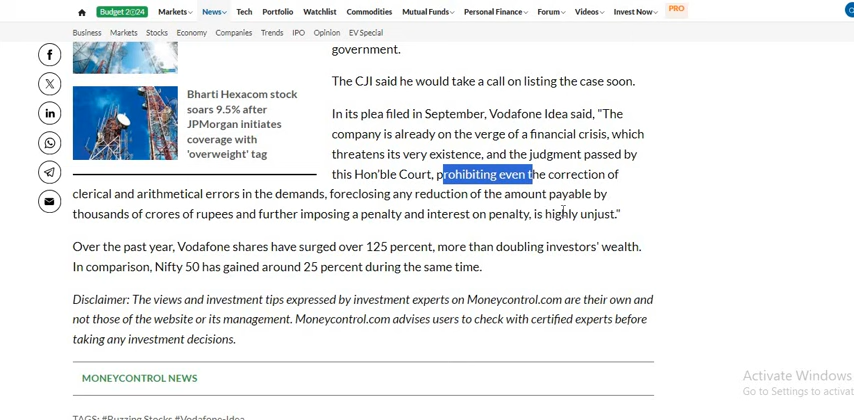 Budget 2024 Markets News Tech Portfolio Watchlist Commodities Mutual Funds Personal Finance Forum Videos Invest Now PRO
Business Markets Stocks Economy Companies Trends IPO Opinion EV Special
government.
The CJI said he would take a call on listing the case soon.
Bharti Hexacom stock
soars 9.5% after
JPMorgan initiates
coverage with
'overweight' tag
In its plea filed in September, Vodafone Idea said, "The
company is already on the verge of a financial crisis, which
threatens its very existence, and the judgment passed by
this Hon'ble Court, prohibiting even the correction of
clerical and arithmetical errors in the demands, foreclosing any reduction of the amount payable by
thousands of crores of rupees and further imposing a penalty and interest on penalty, is highly unjust."
Over the past year, Vodafone shares have surged over 125 percent, more than doubling investors' wealth.
In comparison, Nifty 50 has gained around 25 percent during the same time.
Disclaimer: The views and investment tips expressed by investment experts on Moneycontrol.com are their own and
not those of the website or its management. Moneycontrol.com advises users to check with certified experts before
taking any investment decisions.
MONEYCONTROL NEWS
Activate Windows
Go to Settings to activat
TAGS: #Buzzing Stocks #Vodafone-Idea